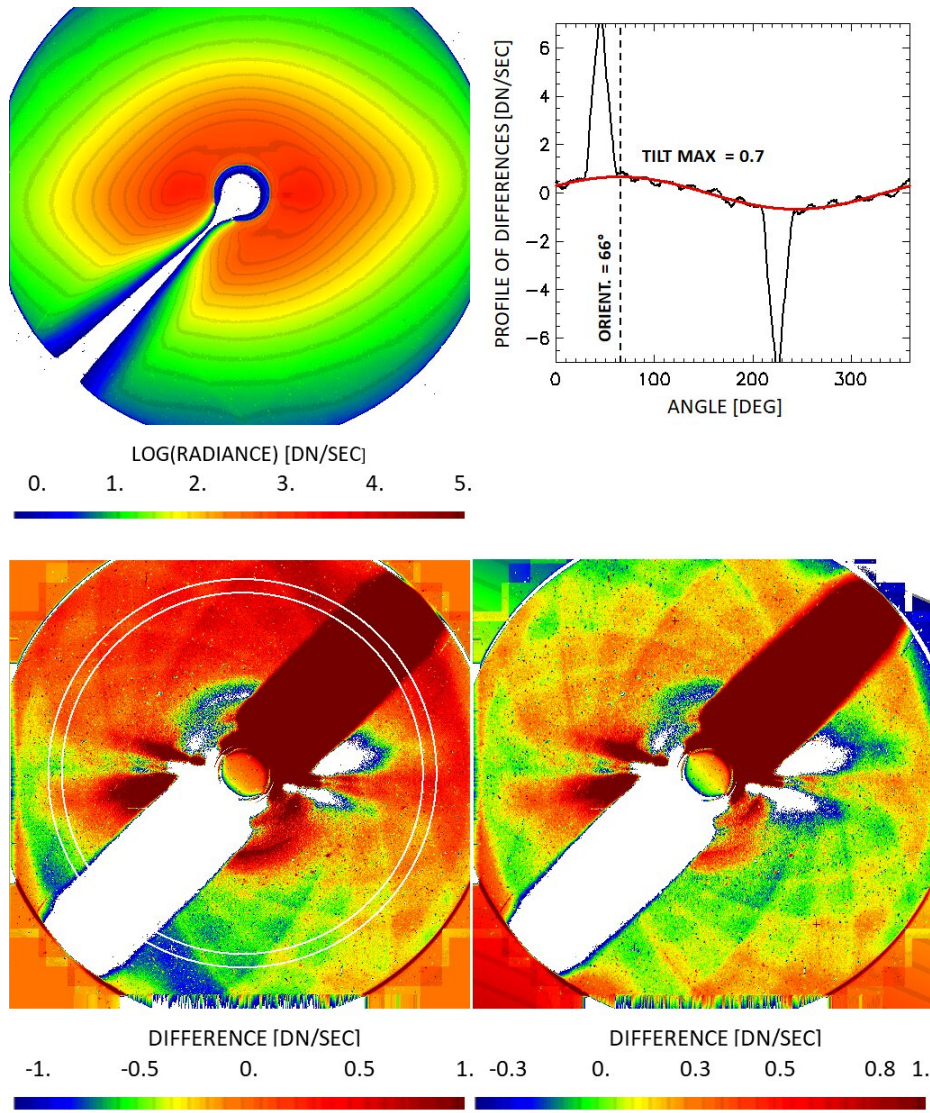 PROFILE OF DIFFERENCES [DN/SEC]
6
4
2
0
−2
−4
−6
TILT MAX = 0.7
ORIENT. = 66°
0 100 200 300
ANGLE [DEG]
LOG(RADIANCE) [DN/SEC]
0. 1. 2. 3. 4. 5.
DIFFERENCE [DN/SEC]
-1. -0.5 0. 0.5 1.
DIFFERENCE [DN/SEC]
-0.3 0. 0.3 0.5 0.8 1.